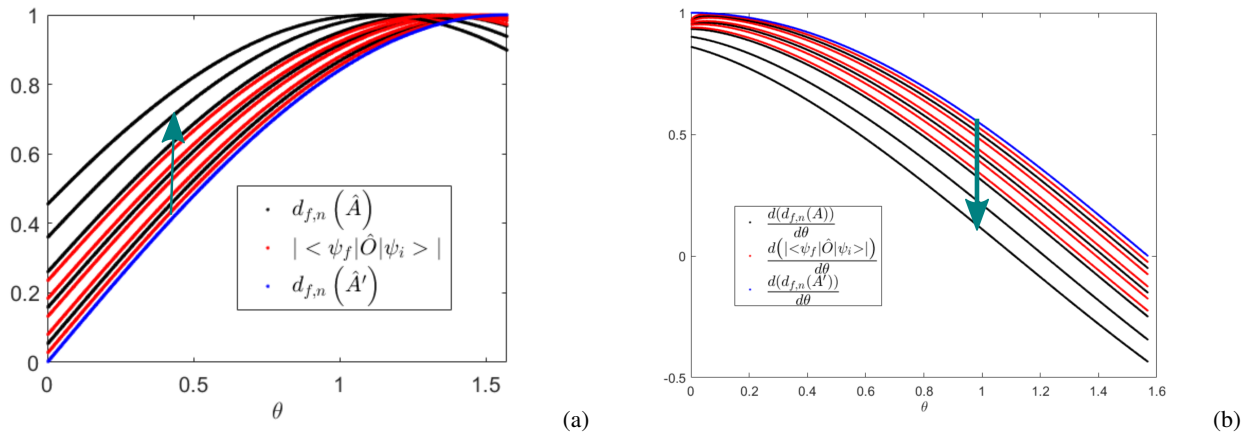 1
0.8
0.6
0.4
0.2
0
0 0.5 1 1.5
θ
d_{f,n} (Â)
| < ψ_f|Ô|ψ_i > |
d_{f,n} (Â′)
(a)
1
0.5
0
-0.5
0 0.2 0.4 0.6 0.8 1 1.2 1.4 1.6
θ
d(d_{f,n}(A))
dθ
d(|<ψ_f|Ô|ψ_i>|)
dθ
d(d_{f,n}(A′))
dθ
(b)